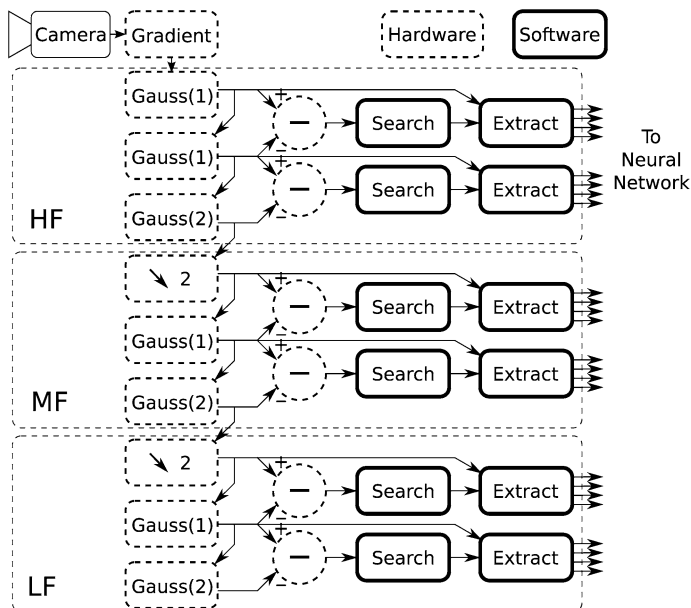 Camera
Gradient
Hardware
Software
Gauss(1)
+
−
−
Search
Extract
To
Neural
Network
Gauss(1)
+
−
−
Search
Extract
Gauss(2)
HF
↘ 2
+
−
−
Search
Extract
Gauss(1)
+
−
−
Search
Extract
Gauss(2)
MF
↘ 2
+
−
−
Search
Extract
Gauss(1)
+
−
−
Search
Extract
Gauss(2)
LF